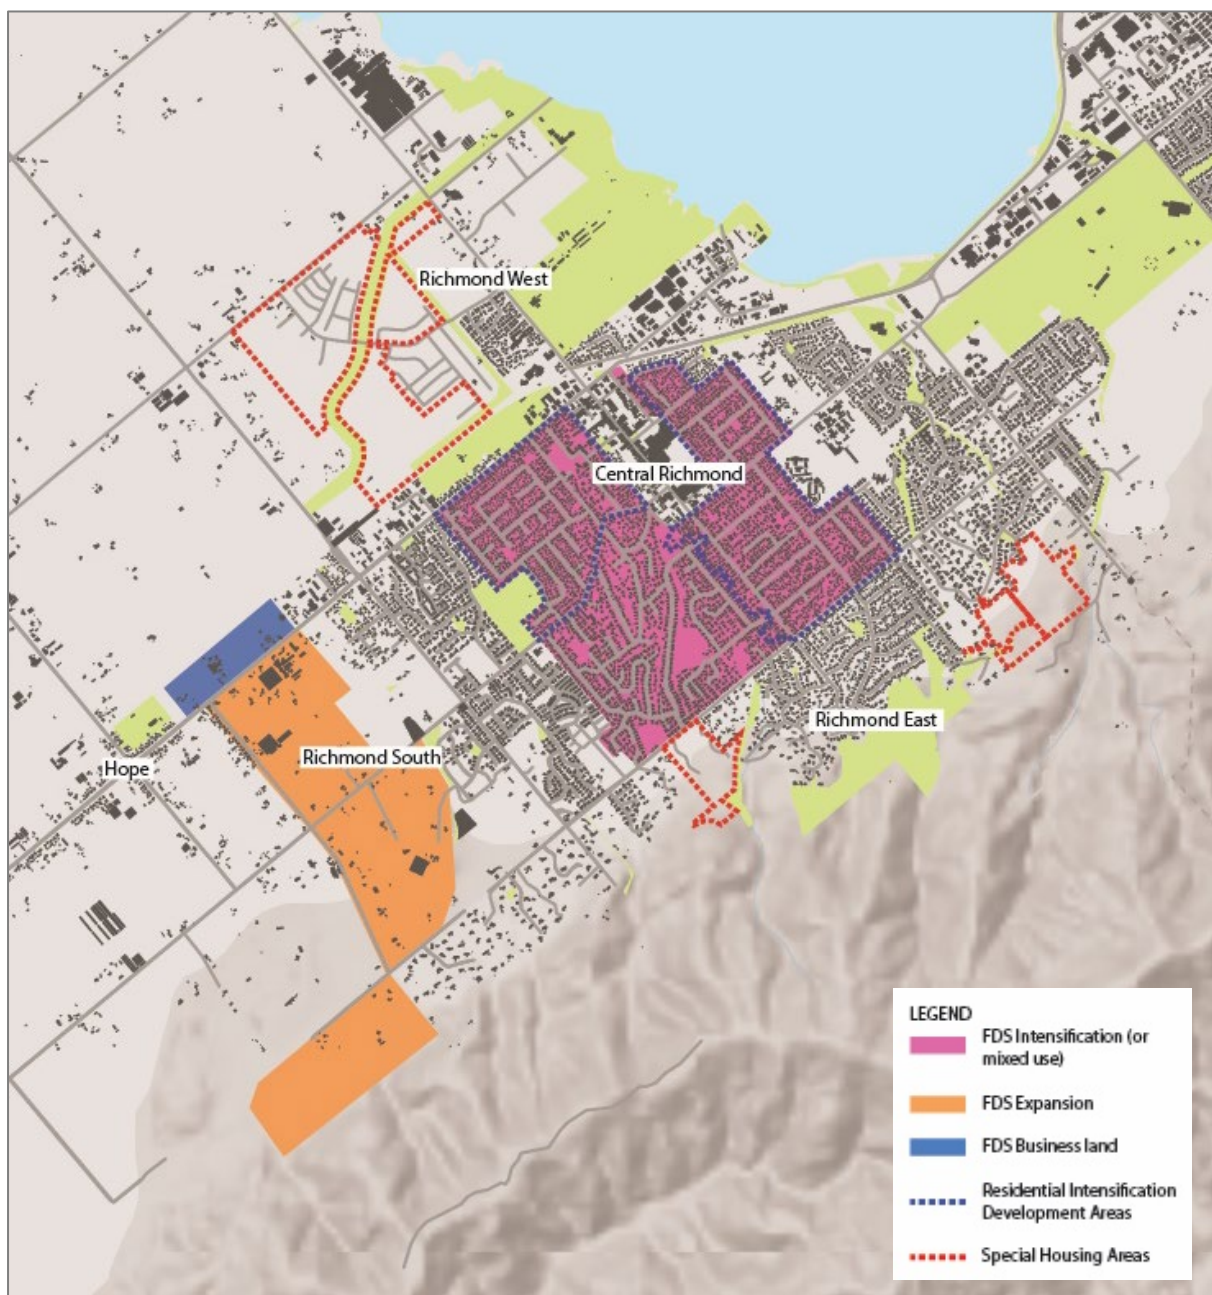 Richmond West
Central Richmond
Richmond East
Richmond South
Hope
LEGEND
FDS Intensification (or
mixed use)
FDS Expansion
FDS Business land
Residential Intensification
Development Areas
Special Housing Areas